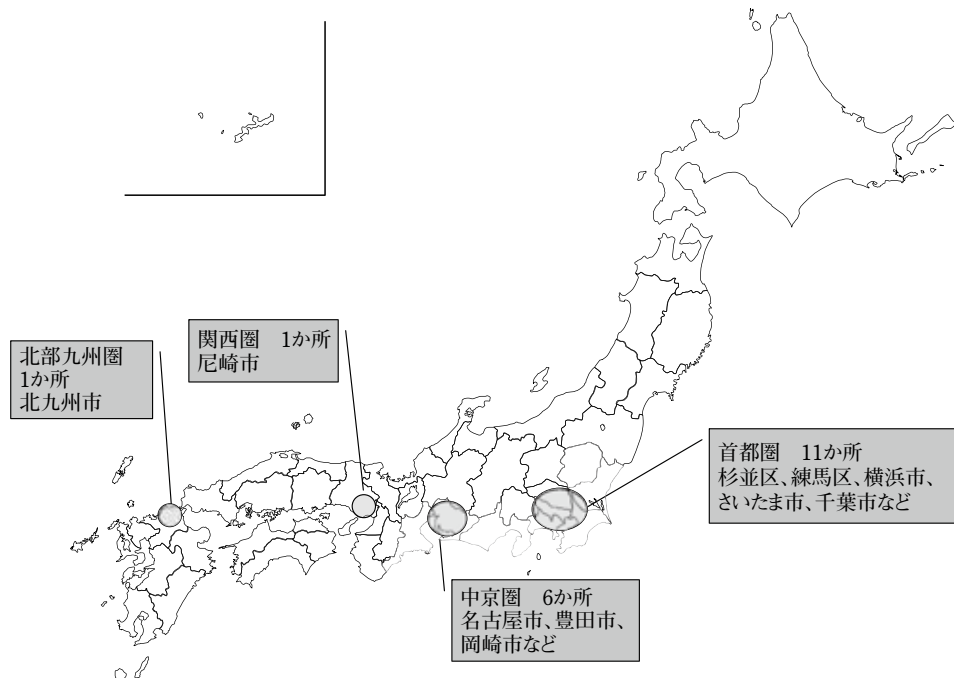 北部九州圏
1か所
北九州市
関西圏　1か所
尼崎市
首都圏　11か所
杉並区、練馬区、横浜市、
さいたま市、千葉市など
中京圏　6か所
名古屋市、豊田市、
岡崎市など